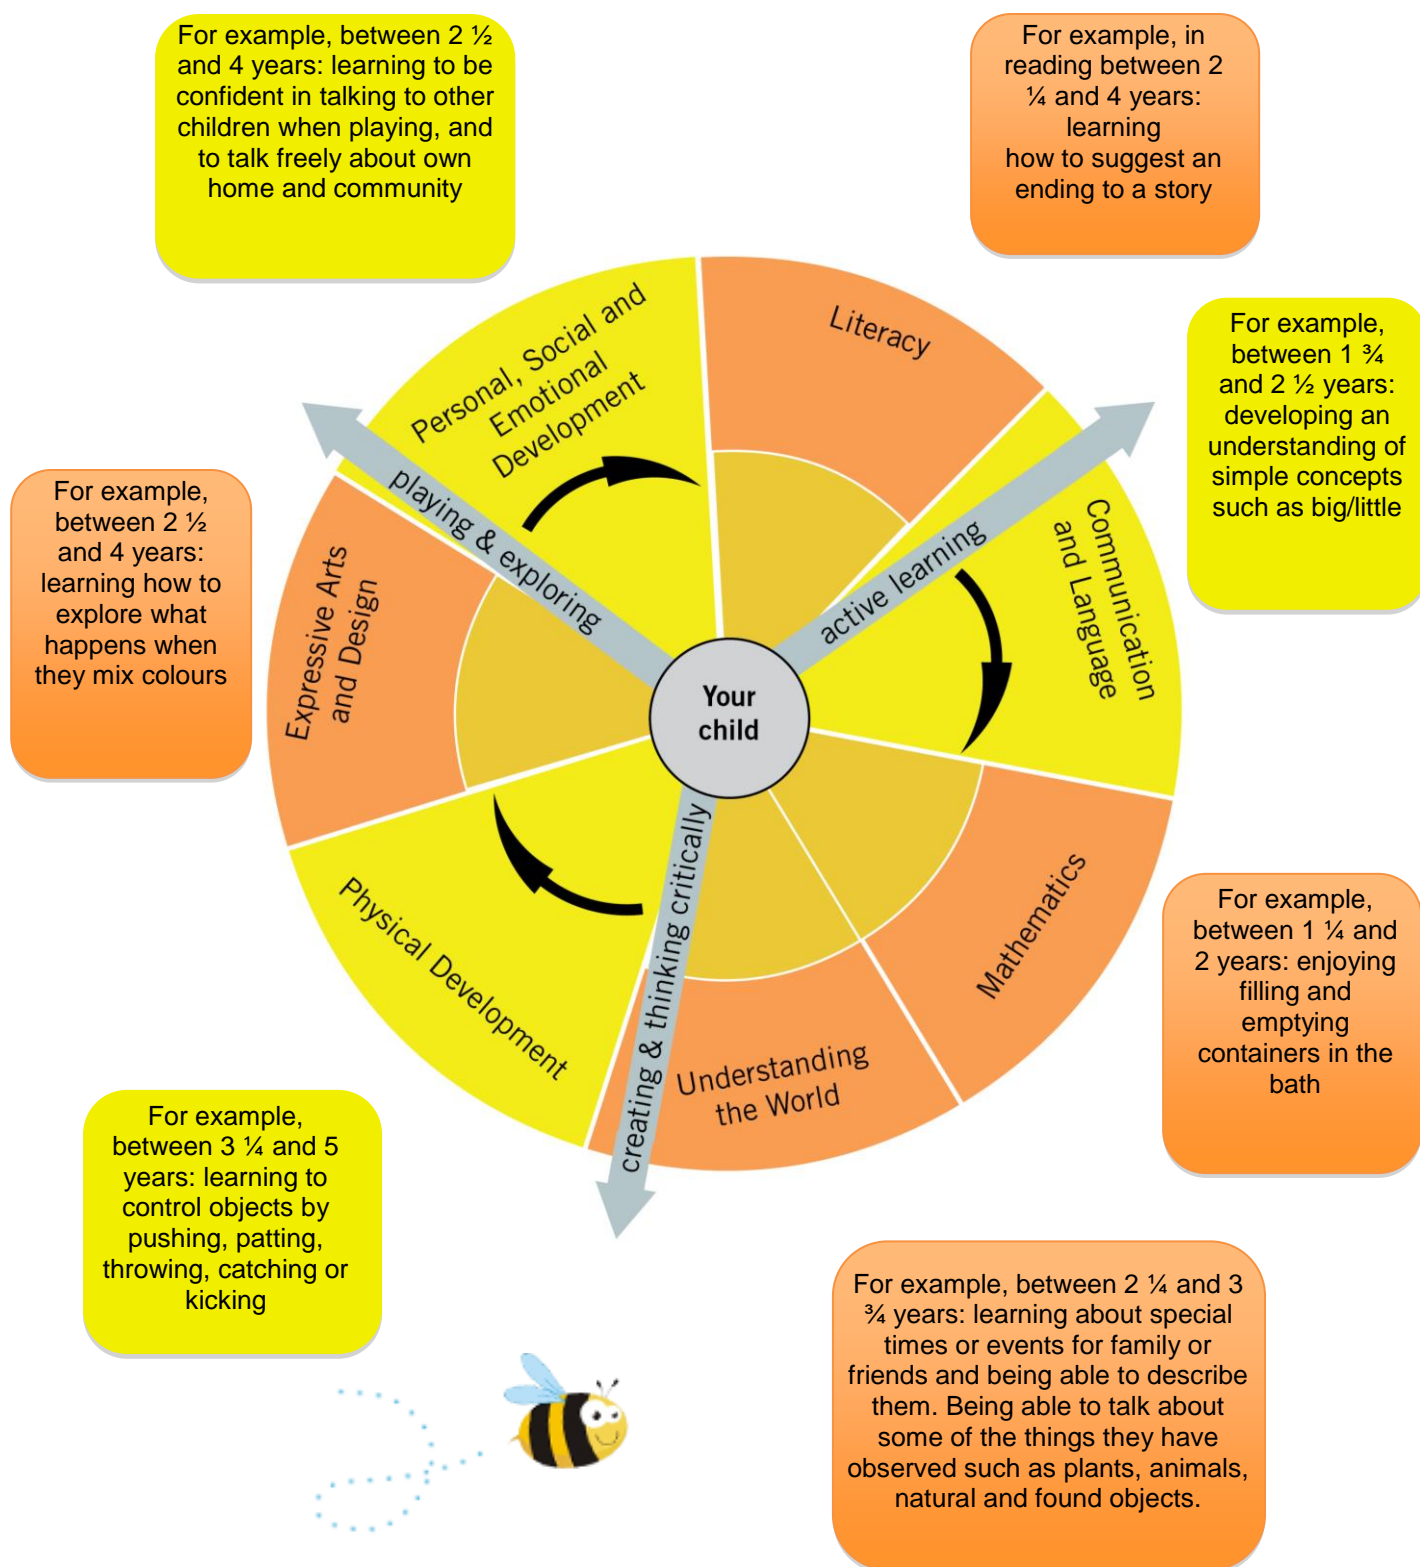 For example, between 2 ½
and 4 years: learning to be
confident in talking to other
children when playing, and
to talk freely about own
home and community
For example, in
reading between 2
¼ and 4 years:
learning
how to suggest an
ending to a story
For example,
between 1 ¾
and 2 ½ years:
developing an
understanding of
simple concepts
such as big/little
For example,
between 2 ½
and 4 years:
learning how to
explore what
happens when
they mix colours
Personal, Social and
Emotional
Development
Literacy
Communication
and Language
Expressive Arts
and Design
playing & exploring
active learning
Your
child
creating & thinking critically
Physical Development
Mathematics
Understanding
the World
For example,
between 1 ¼ and
2 years: enjoying
filling and
emptying
containers in the
bath
For example,
between 3 ¼ and 5
years: learning to
control objects by
pushing, patting,
throwing, catching or
kicking
For example, between 2 ¼ and 3
¾ years: learning about special
times or events for family or
friends and being able to describe
them. Being able to talk about
some of the things they have
observed such as plants, animals,
natural and found objects.